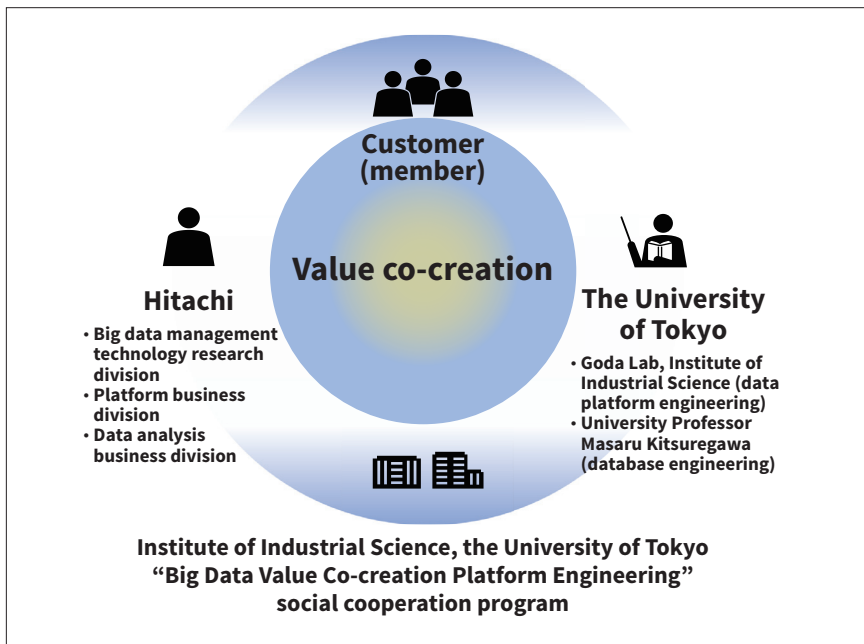 Customer
(member)
Value co-creation
Hitachi
• Big data management
technology research
division
• Platform business
division
• Data analysis
business division
The University
of Tokyo
• Goda Lab, Institute of
Industrial Science (data
platform engineering)
• University Professor
Masaru Kitsuregawa
(database engineering)
Institute of Industrial Science, the University of Tokyo
“Big Data Value Co-creation Platform Engineering”
social cooperation program